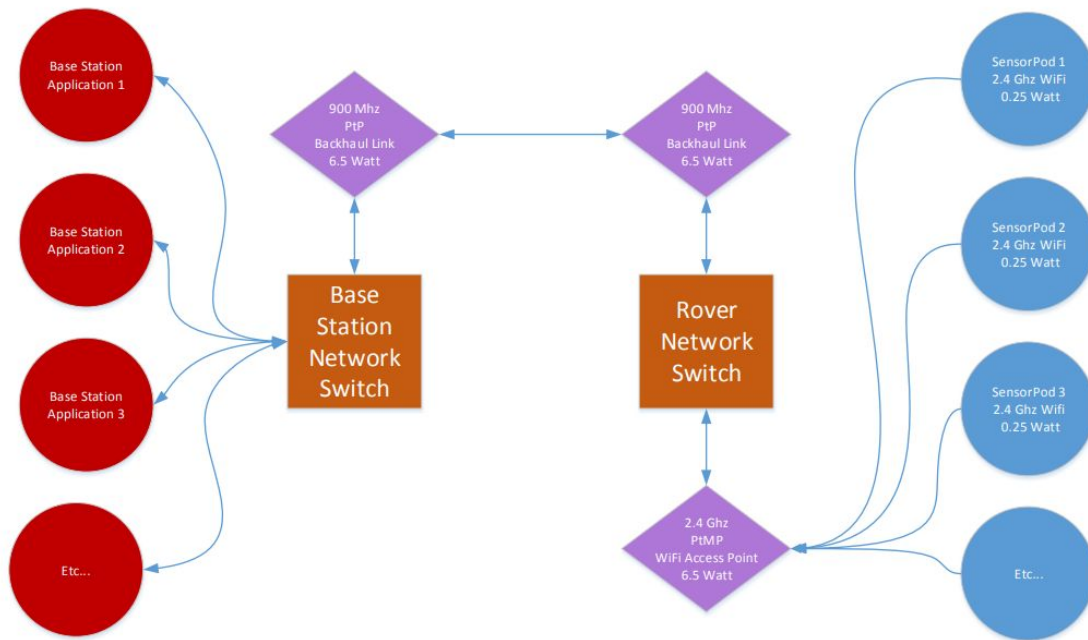 Base Station
Application 1
Base Station
Application 2
Base Station
Application 3
Etc...
900 Mhz
PtP
Backhaul Link
6.5 Watt
Base
Station
Network
Switch
900 Mhz
PtP
Backhaul Link
6.5 Watt
Rover
Network
Switch
2.4 Ghz
PtMP
WiFi Access Point
6.5 Watt
SensorPod 1
2.4 Ghz WiFi
0.25 Watt
SensorPod 2
2.4 Ghz WiFi
0.25 Watt
SensorPod 3
2.4 Ghz Wifi
0.25 Watt
Etc...